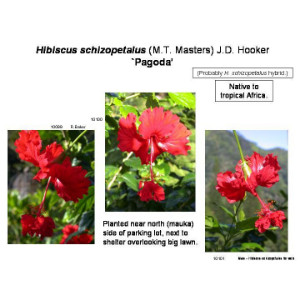 Hibiscus schizopetalus (M.T. Masters) J.D. Hooker
`Pagoda'
(Probably H. schizopetalus hybrid.)
Native to
tropical Africa.
Planted near north (mauka)
side of parking lot, next to
shelter overlooking big lawn.